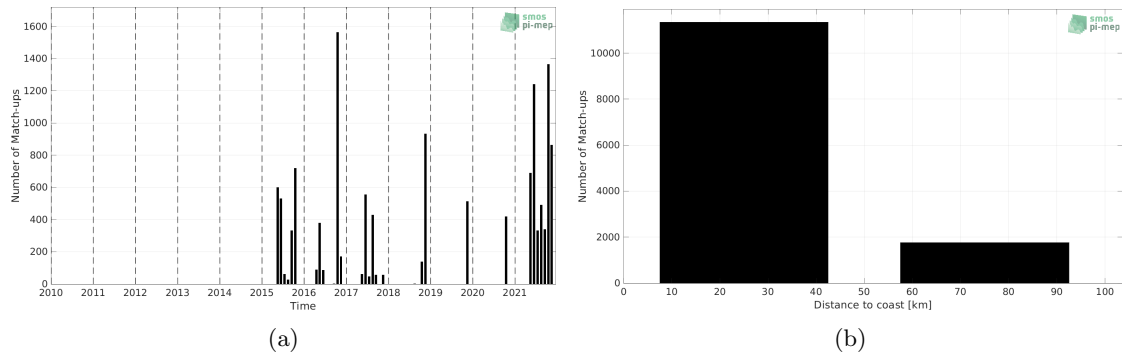 smos
pi-mep
Number of Match-ups
1600
1400
1200
1000
800
600
400
200
0
2010 2011 2012 2013 2014 2015 2016 2017 2018 2019 2020 2021
Time
(a)
smos
pi-mep
Number of Match-ups
10000
8000
6000
4000
2000
0
0 10 20 30 40 50 60 70 80 90 100
Distance to coast [km]
(b)